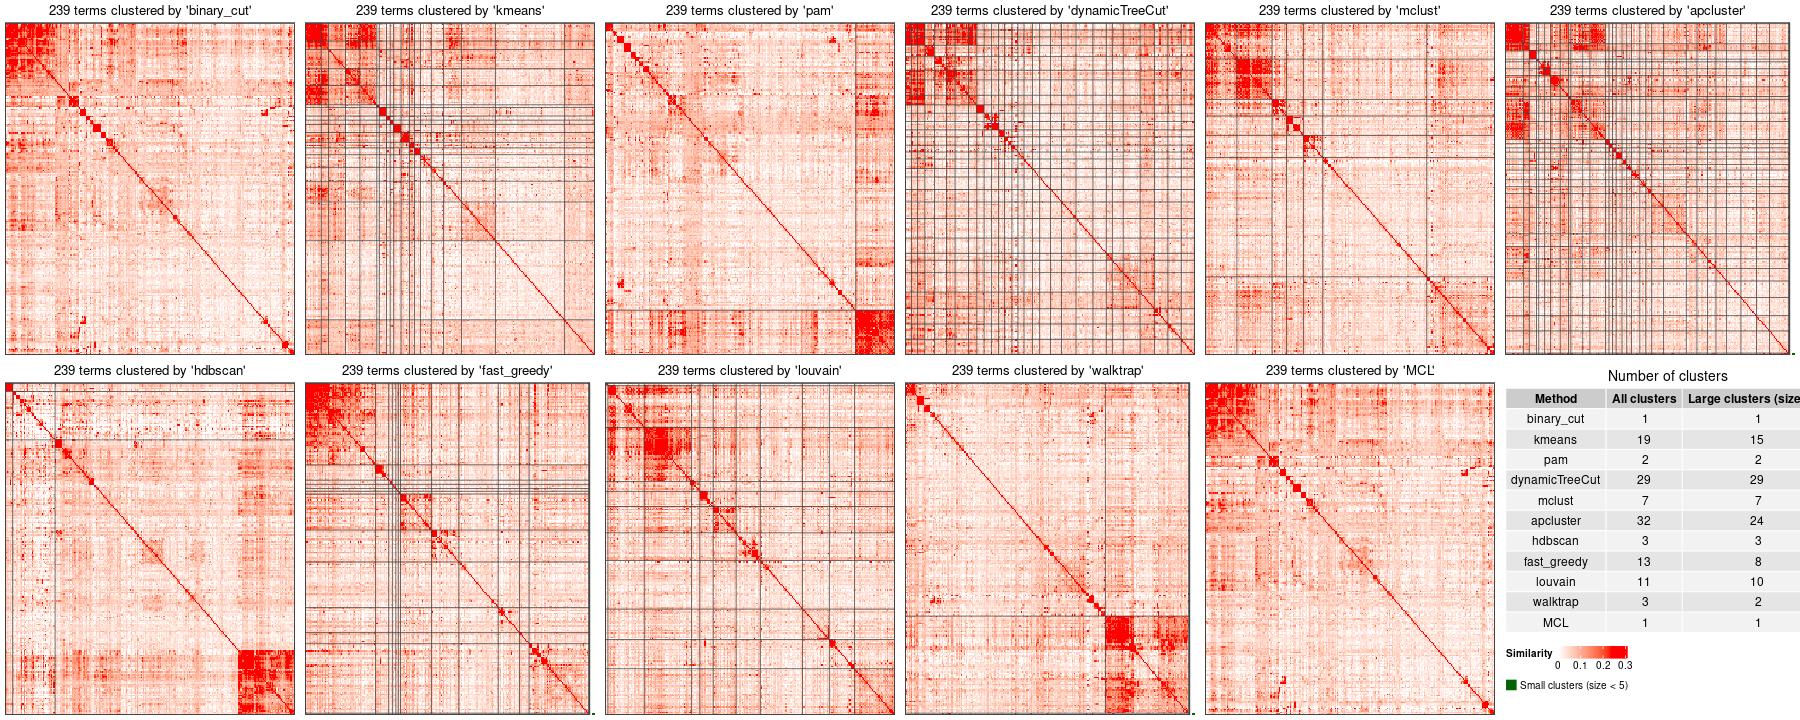 239 terms clustered by 'binary_cut'
239 terms clustered by 'kmeans'
239 terms clustered by 'pam'
239 terms clustered by 'dynamicTreeCut'
239 terms clustered by 'mclust'
239 terms clustered by 'apcluster'
239 terms clustered by 'hdbscan'
239 terms clustered by 'fast_greedy'
239 terms clustered by 'louvain'
239 terms clustered by 'walktrap'
239 terms clustered by 'MCL'
Number of clusters
Method All clusters Large clusters (size
binary_cut 1 1
kmeans 19 15
pam 2 2
dynamicTreeCut 29 29
mclust 7 7
apcluster 32 24
hdbscan 3 3
fast_greedy 13 8
louvain 11 10
walktrap 3 2
MCL 1 1
Similarity
0 0.1 0.2 0.3
Small clusters (size < 5)